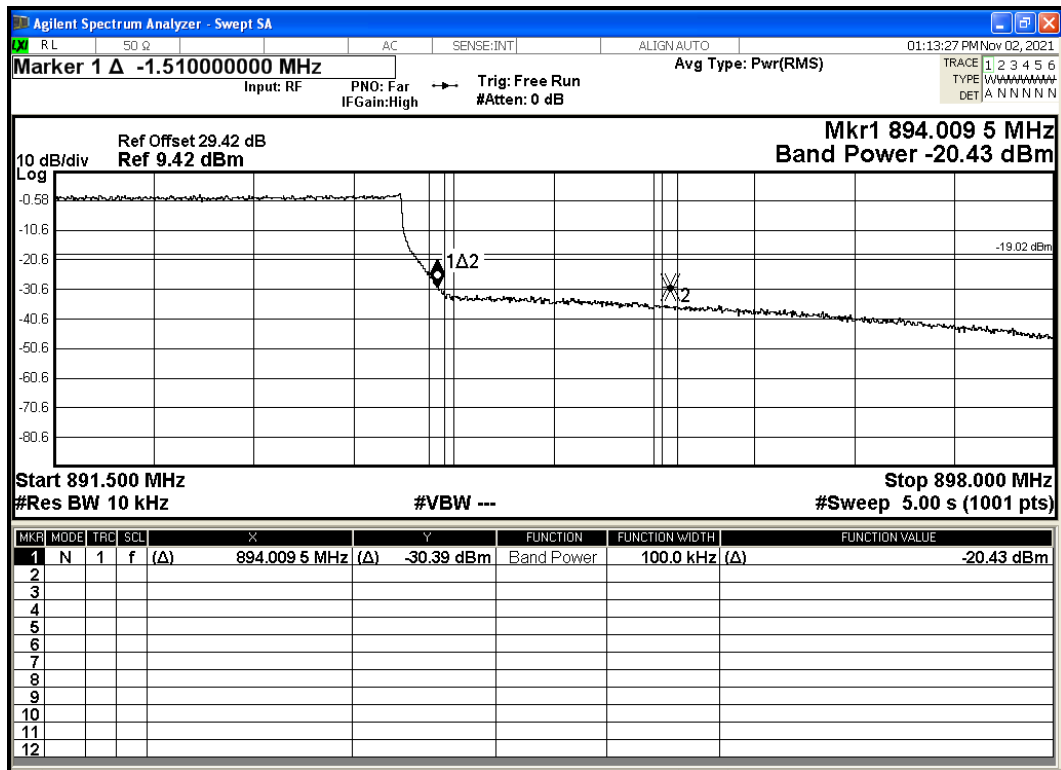 Agilent Spectrum Analyzer - Swept SA
LXI RL 50 Ω AC SENSE:INT ALIGN AUTO 01:13:27 PM Nov 02, 2021
Marker 1 Δ -1.510000000 MHz
Input: RF
PNO: Far
IFGain:High
Trig: Free Run
#Atten: 0 dB
Avg Type: Pwr(RMS)
TRACE 1 2 3 4 5 6
TYPE
DET A N N N N N
Mkr1 894.009 5 MHz
Band Power -20.43 dBm
Ref Offset 29.42 dB
10 dB/div Ref 9.42 dBm
Log
-0.58
-10.6
-19.02 dBm
-20.6
1Δ2
-30.6
2
-40.6
-50.6
-60.6
-70.6
-80.6
Start 891.500 MHz Stop 898.000 MHz
#Res BW 10 kHz #VBW --- #Sweep 5.00 s (1001 pts)
MKR MODE TRC SCL X Y FUNCTION FUNCTION WIDTH FUNCTION VALUE
1 N 1 f (Δ) 894.009 5 MHz (Δ) -30.39 dBm Band Power 100.0 kHz (Δ) -20.43 dBm
2
3
4
5
6
7
8
9
10
11
12